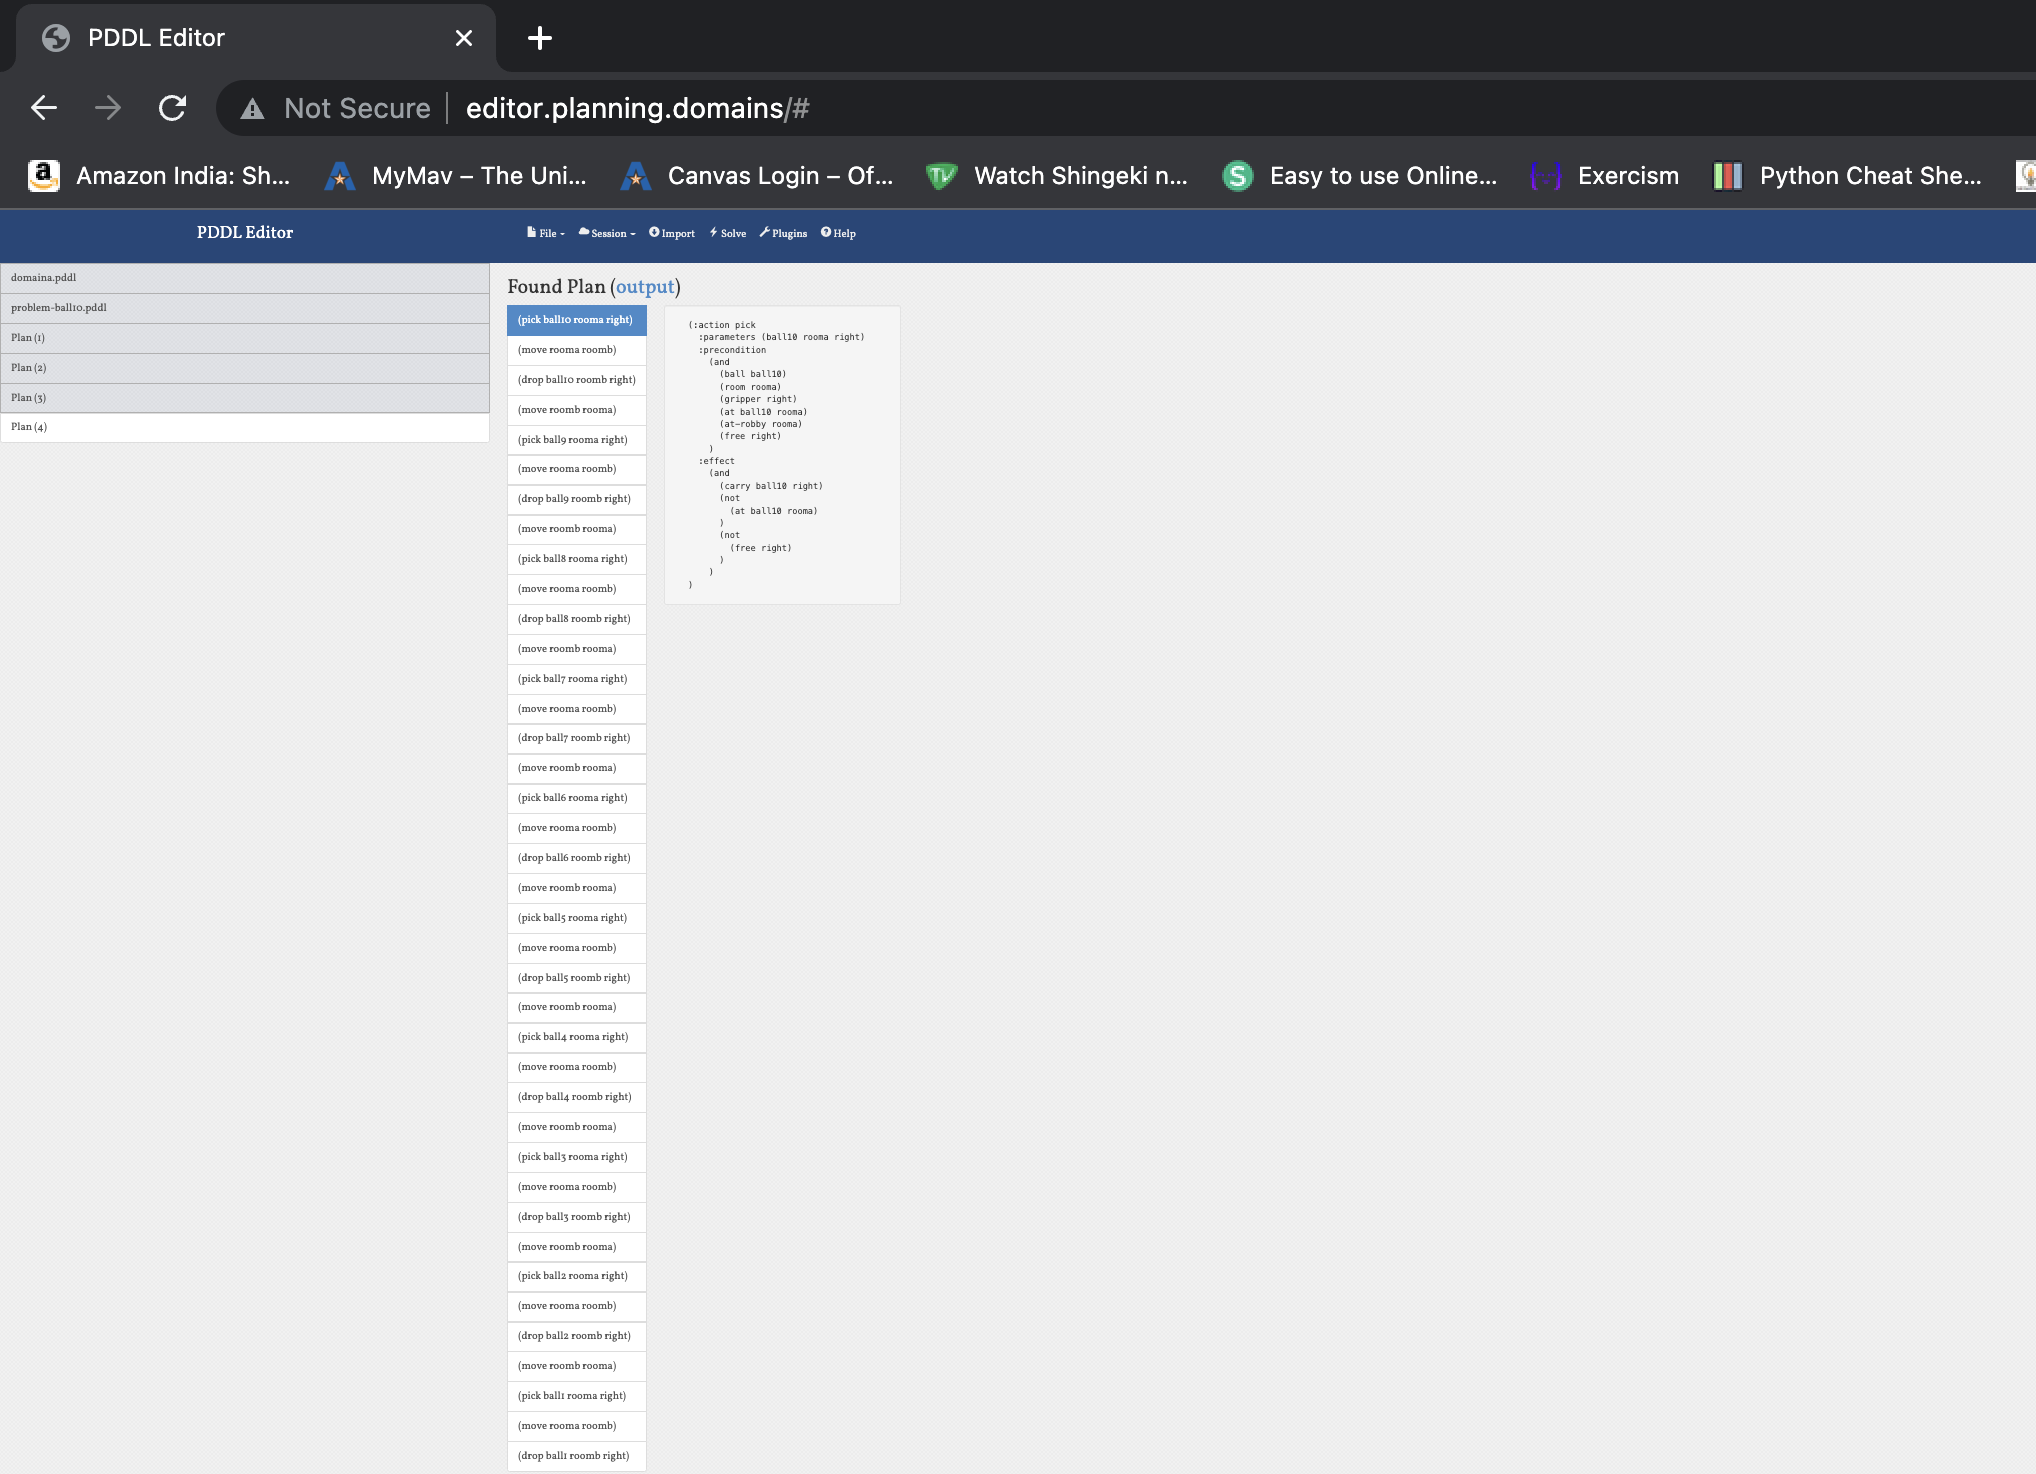 PDDL Editor
Not Secure editor.planning.domains/#
Amazon India: Sh... MyMav – The Uni... Canvas Login – Of... Watch Shingeki n... Easy to use Online... Exercism Python Cheat She...
PDDL Editor File Session Import Solve Plugins Help
domaina.pddl
problem-ball10.pddl
Plan (1)
Plan (2)
Plan (3)
Plan (4)
Found Plan (output)
(pick ball10 rooma right)
(move rooma roomb)
(drop ball10 roomb right)
(move roomb rooma)
(pick ball9 rooma right)
(move rooma roomb)
(drop ball9 roomb right)
(move roomb rooma)
(pick ball8 rooma right)
(move rooma roomb)
(drop ball8 roomb right)
(move roomb rooma)
(pick ball7 rooma right)
(move rooma roomb)
(drop ball7 roomb right)
(move roomb rooma)
(pick ball6 rooma right)
(move rooma roomb)
(drop ball6 roomb right)
(move roomb rooma)
(pick ball5 rooma right)
(move rooma roomb)
(drop ball5 roomb right)
(move roomb rooma)
(pick ball4 rooma right)
(move rooma roomb)
(drop ball4 roomb right)
(move roomb rooma)
(pick ball3 rooma right)
(move rooma roomb)
(drop ball3 roomb right)
(move roomb rooma)
(pick ball2 rooma right)
(move rooma roomb)
(drop ball2 roomb right)
(move roomb rooma)
(pick ball1 rooma right)
(move rooma roomb)
(drop ball1 roomb right)
(:action pick
:parameters (ball10 rooma right)
:precondition
(and
(ball ball10)
(room rooma)
(gripper right)
(at ball10 rooma)
(at-robby rooma)
(free right)
)
:effect
(and
(carry ball10 right)
(not
(at ball10 rooma)
)
(not
(free right)
)
)
)